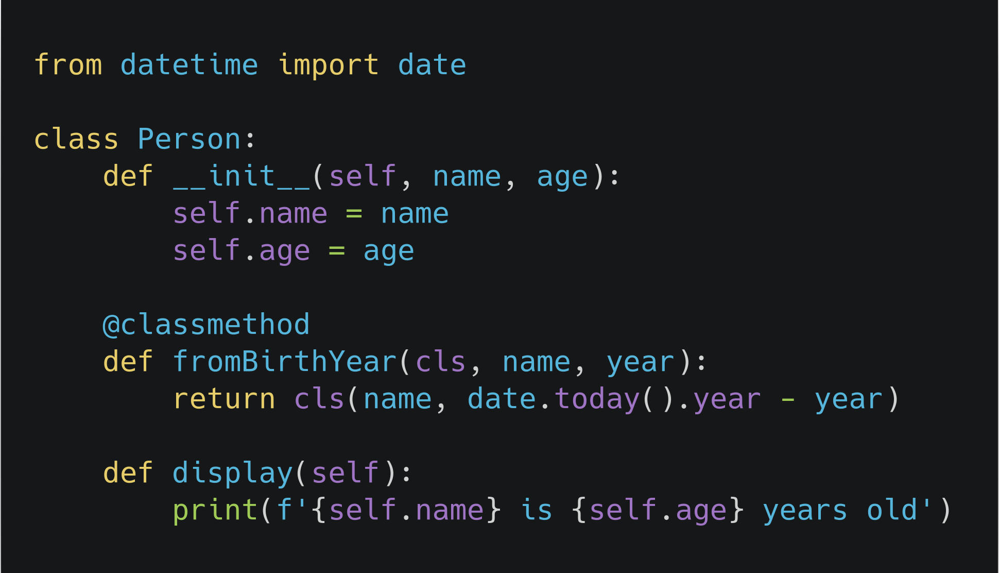 from datetime import date

class Person:
    def __init__(self, name, age):
        self.name = name
        self.age = age

    @classmethod
    def fromBirthYear(cls, name, year):
        return cls(name, date.today().year - year)

    def display(self):
        print(f'{self.name} is {self.age} years old')